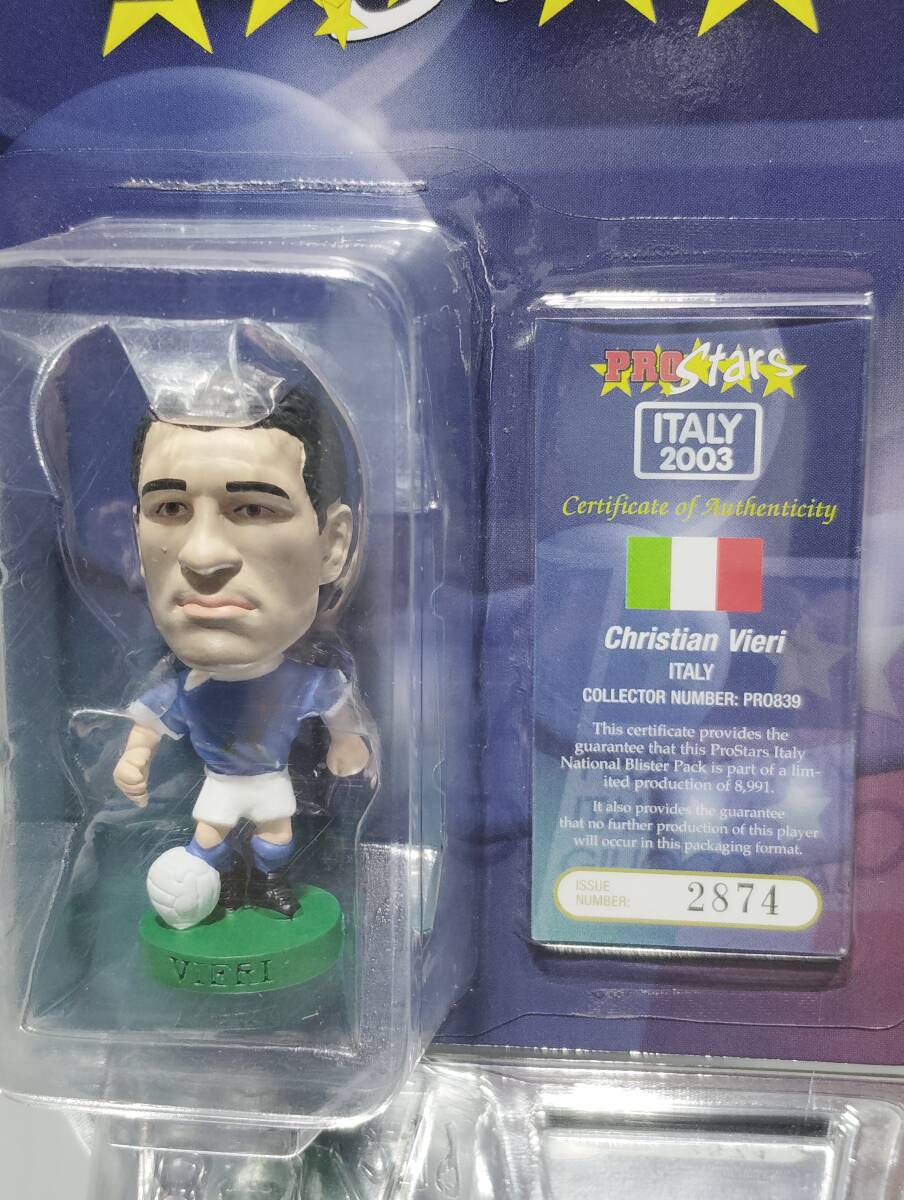 PRO Stars
ITALY
2003
Certificate of Authenticity
Christian Vieri
ITALY
COLLECTOR NUMBER: PRO839
This certificate provides the
guarantee that this ProStars Italy
National Blister Pack is part of a lim-
ited production of 8,991.
It also provides the guarantee
that no further production of this player
will occur in this packaging format.
ISSUE
NUMBER:
2874
VIERI